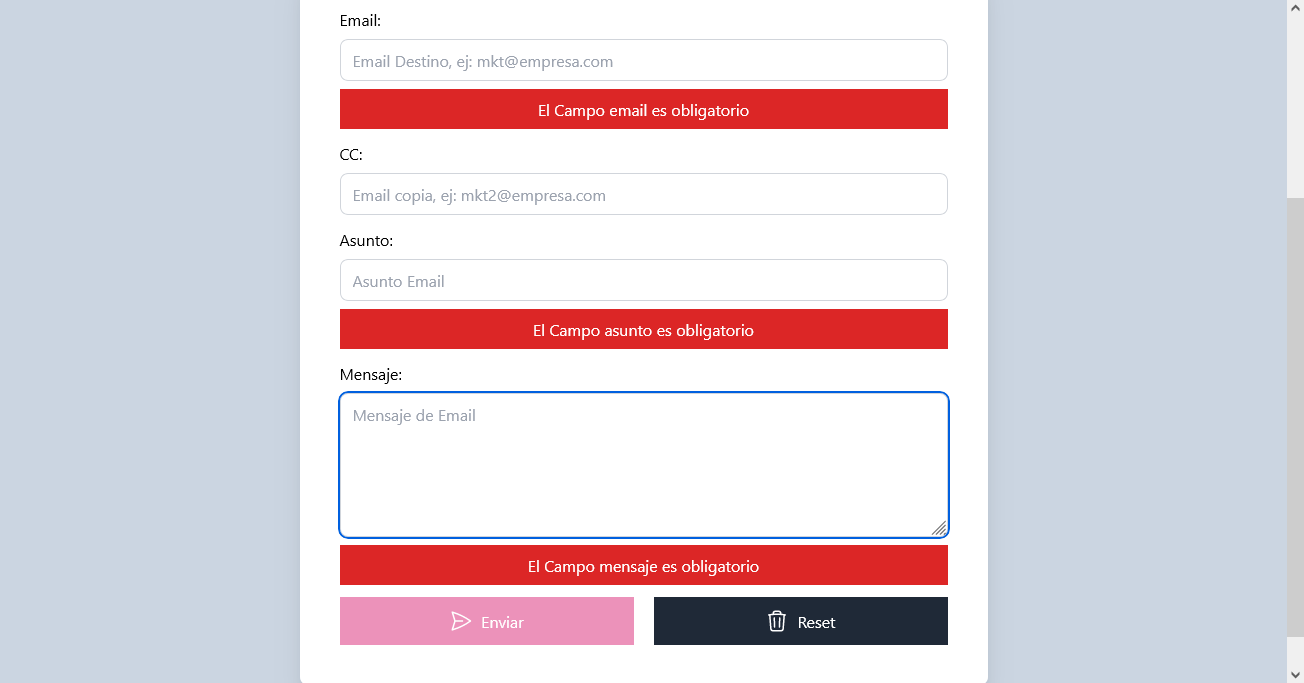 Email:
Email Destino, ej: mkt@empresa.com
El Campo email es obligatorio
CC:
Email copia, ej: mkt2@empresa.com
Asunto:
Asunto Email
El Campo asunto es obligatorio
Mensaje:
Mensaje de Email
El Campo mensaje es obligatorio
Enviar
Reset